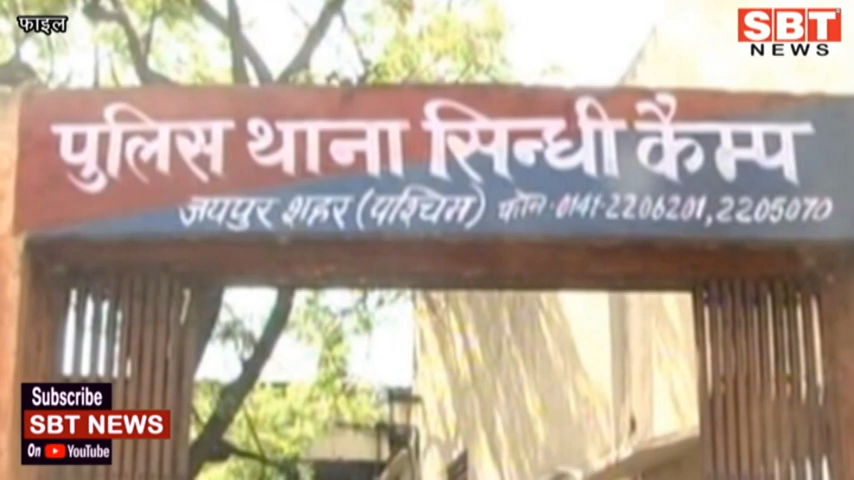 फाइल
SBT
NEWS
पुलिस थाना सिन्धी कैम्प
जयपुर शहर (पश्चिम) फोन-0141-2206201,2205070
Subscribe
SBT NEWS
On YouTube